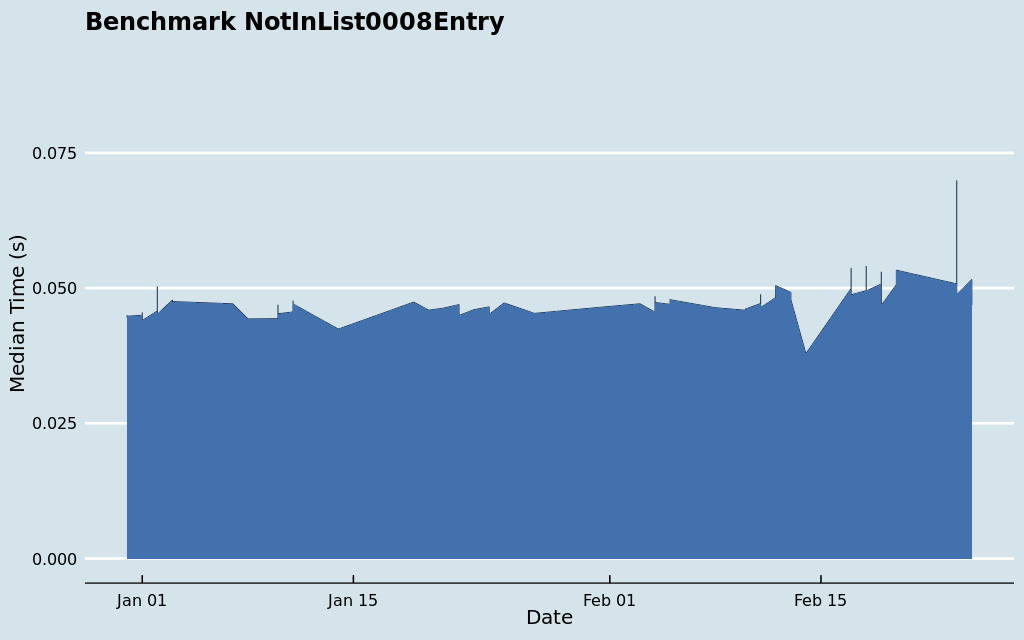 Benchmark NotInList0008Entry
Median Time (s)
0.075
0.050
0.025
0.000
Jan 01
Jan 15
Feb 01
Feb 15
Date